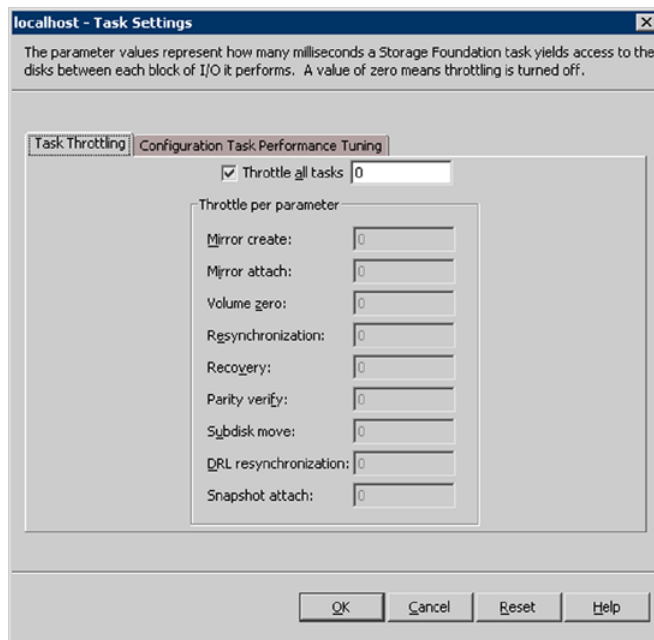 localhost - Task Settings
The parameter values represent how many milliseconds a Storage Foundation task yields access to the
disks between each block of I/O it performs. A value of zero means throttling is turned off.
Task Throttling Configuration Task Performance Tuning
Throttle all tasks 0
Throttle per parameter
Mirror create: 0
Mirror attach: 0
Volume zero: 0
Resynchronization: 0
Recovery: 0
Parity verify: 0
Subdisk move: 0
DRL resynchronization: 0
Snapshot attach: 0
OK Cancel Reset Help